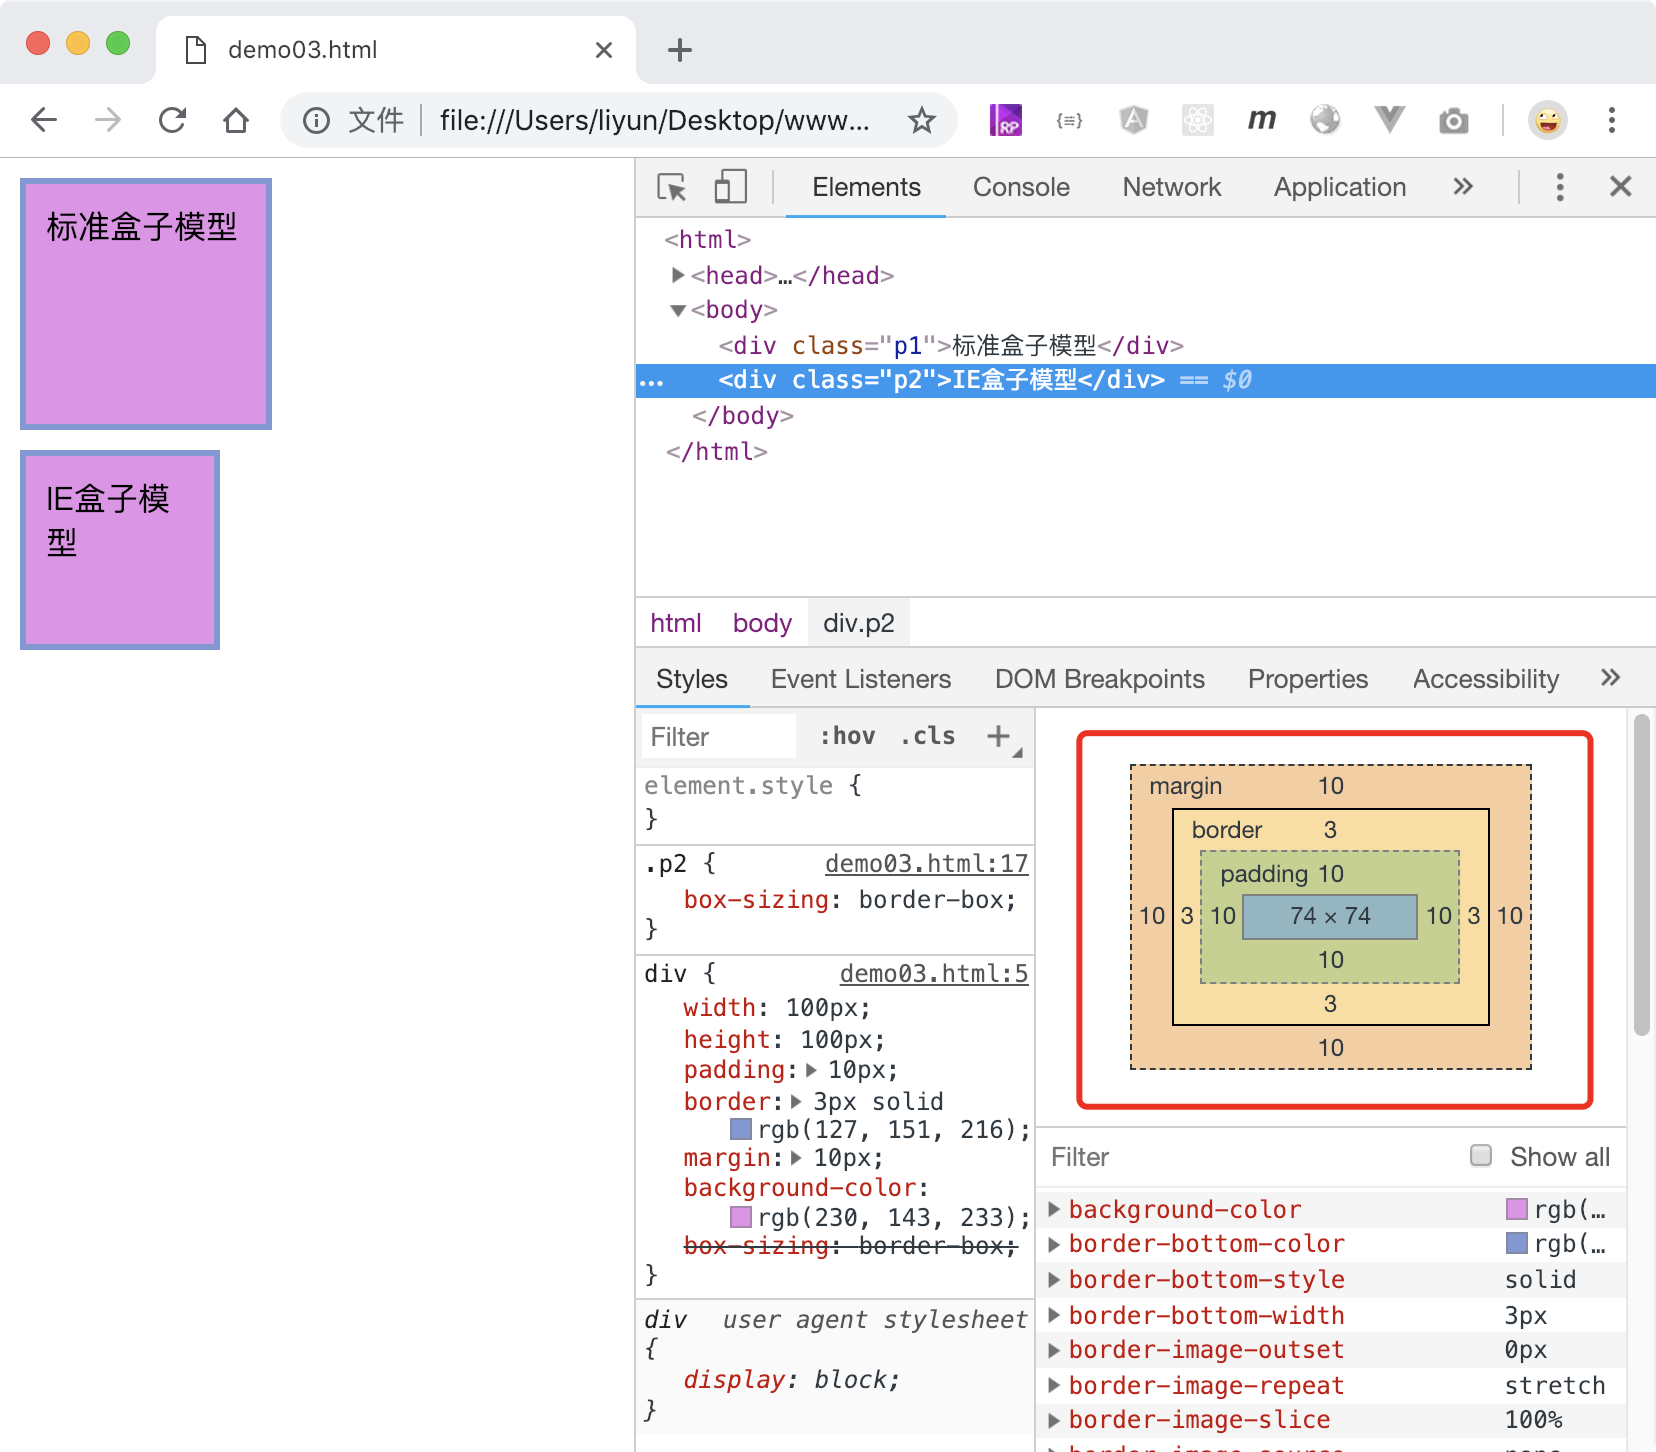 demo03.html
文件 file:///Users/liyun/Desktop/www...
RP
m
标准盒子模型
IE盒子模
型
Elements Console Network Application
<html>
<head>…</head>
<body>
<div class="p1">标准盒子模型</div>
... <div class="p2">IE盒子模型</div> == $0
</body>
</html>
html body div.p2
Styles Event Listeners DOM Breakpoints Properties Accessibility
Filter :hov .cls
element.style {
}
.p2 { demo03.html:17
box-sizing: border-box;
}
div { demo03.html:5
width: 100px;
height: 100px;
padding: 10px;
border: 3px solid
rgb(127, 151, 216);
margin: 10px;
background-color:
rgb(230, 143, 233);
box-sizing: border-box;
}
div user agent stylesheet
{
display: block;
}
margin 10
border 3
padding 10
10 3 10 74 × 74 10 3 10
10
3
10
Filter Show all
background-color rgb(…
border-bottom-color rgb(…
border-bottom-style solid
border-bottom-width 3px
border-image-outset 0px
border-image-repeat stretch
border-image-slice 100%